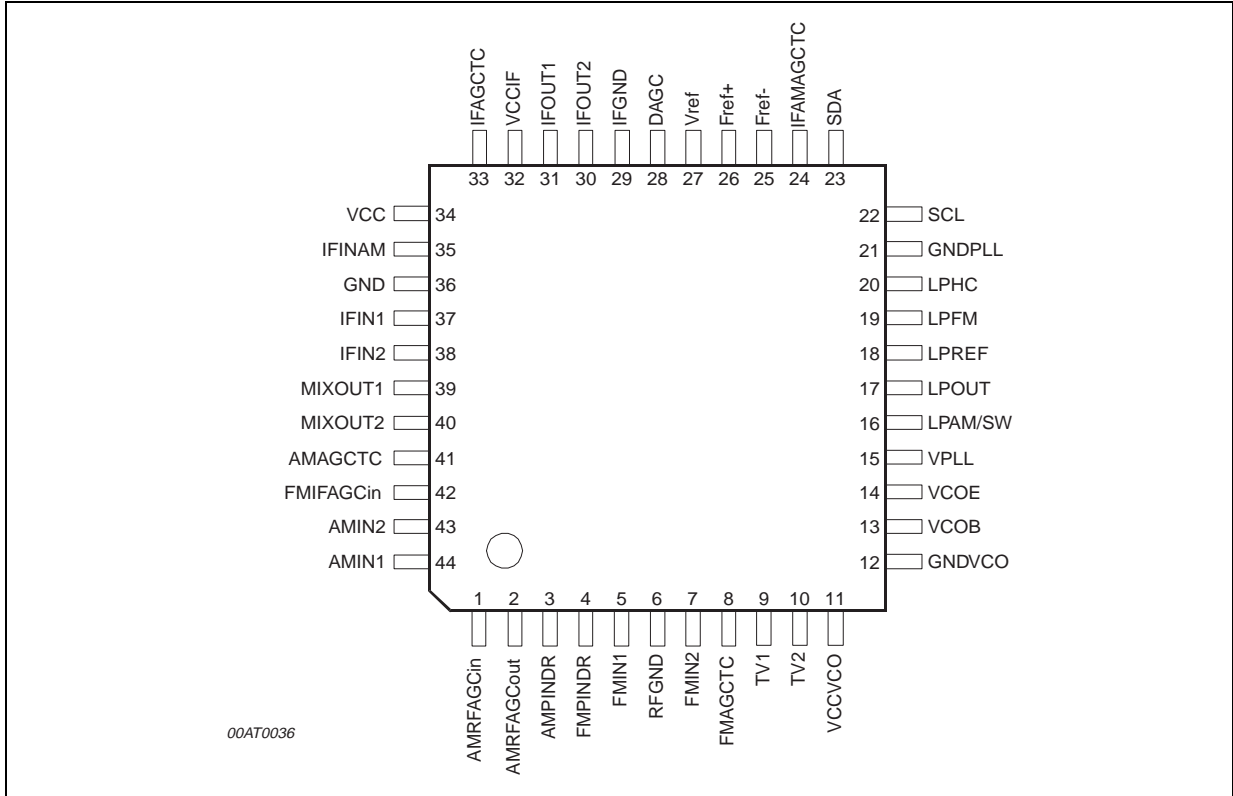 IFAGCTC
VCCIF
IFOUT1
IFOUT2
IFGND
DAGC
Vref
Fref+
Fref-
IFAMAGCTC
SDA
33 32 31 30 29 28 27 26 25 24 23
VCC 34 22 SCL
IFINAM 35 21 GNDPLL
GND 36 20 LPHC
IFIN1 37 19 LPFM
IFIN2 38 18 LPREF
MIXOUT1 39 17 LPOUT
MIXOUT2 40 16 LPAM/SW
AMAGCTC 41 15 VPLL
FMIFAGCin 42 14 VCOE
AMIN2 43 13 VCOB
AMIN1 44 12 GNDVCO
1 2 3 4 5 6 7 8 9 10 11
AMRFAGCin
AMRFAGCout
AMPINDR
FMPINDR
FMIN1
RFGND
FMIN2
FMAGCTC
TV1
TV2
VCCVCO
00AT0036